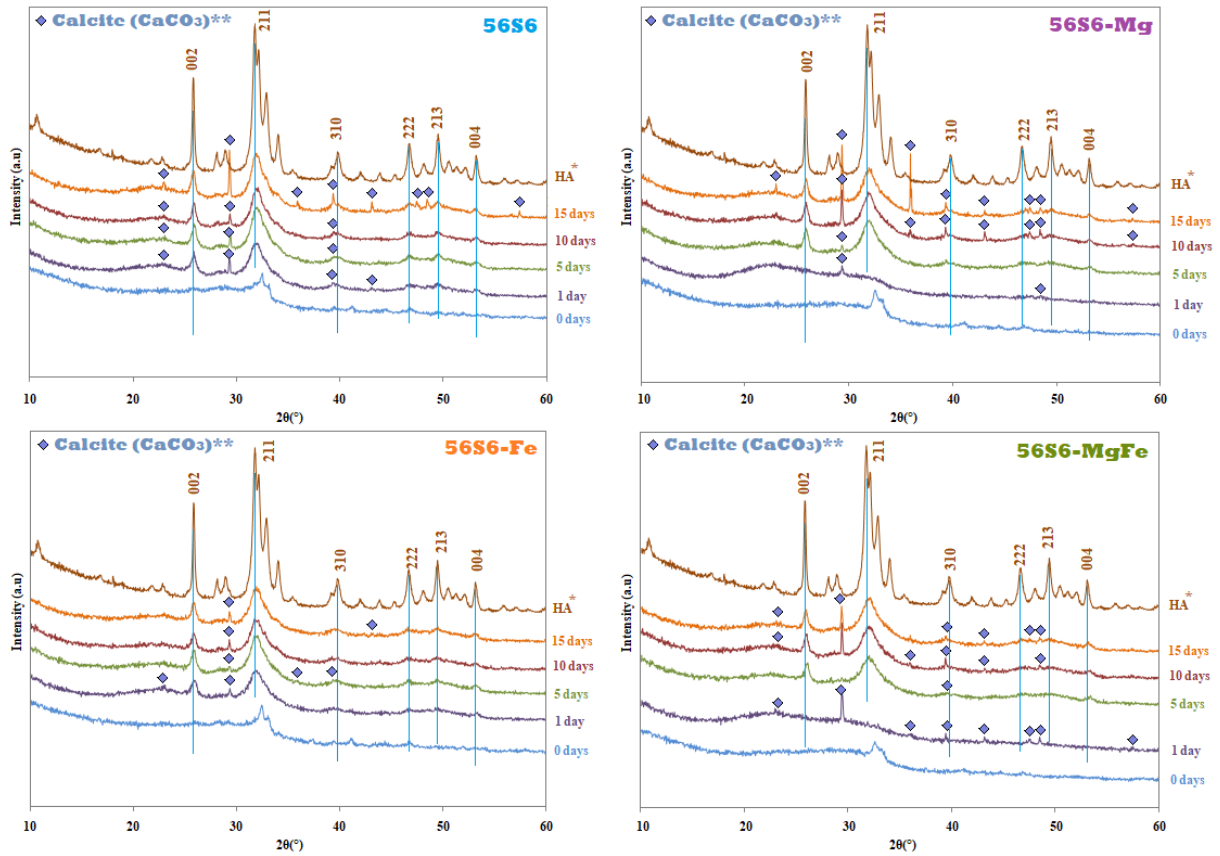 ◆ Calcite (CaCO₃)** 56S6
002
211
310
222
213
004
HA*
15 days
10 days
5 days
1 day
0 days
Intensity (a.u)
10 20 30 40 50 60
2θ(°)
◆ Calcite (CaCO₃)** 56S6-Mg
002
211
310
222
213
004
HA*
15 days
10 days
5 days
1 day
0 days
Intensity (a.u)
10 20 30 40 50 60
2θ(°)
◆ Calcite (CaCO₃)** 56S6-Fe
002
211
310
222
213
004
HA*
15 days
10 days
5 days
1 day
0 days
Intensity (a.u)
10 20 30 40 50 60
2θ(°)
◆ Calcite (CaCO₃)** 56S6-MgFe
002
211
310
222
213
004
HA*
15 days
10 days
5 days
1 day
0 days
Intensity (a.u)
10 20 30 40 50 60
2θ(°)